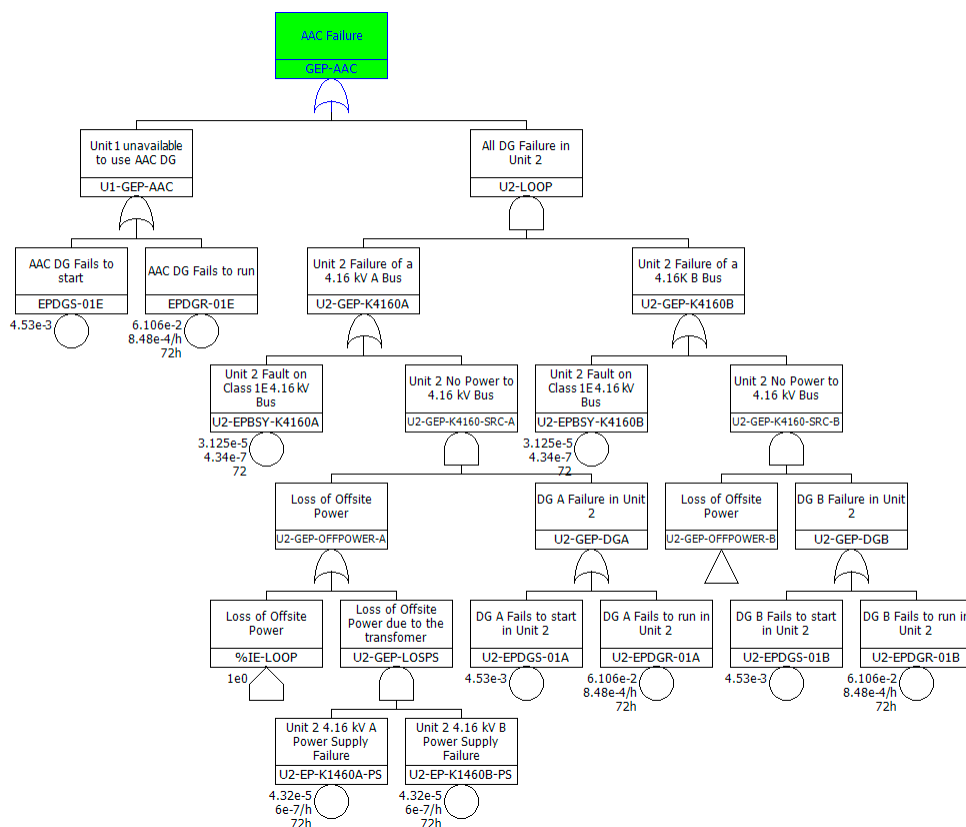 AAC Failure
GEP-AAC
Unit 1 unavailable
to use AAC DG
U1-GEP-AAC
All DG Failure in
Unit 2
U2-LOOP
AAC DG Fails to
start
EPDGS-01E
4.53e-3
AAC DG Fails to run
EPDGR-01E
6.106e-2
8.48e-4/h
72h
Unit 2 Failure of a
4.16 kV A Bus
U2-GEP-K4160A
Unit 2 Failure of a
4.16K B Bus
U2-GEP-K4160B
Unit 2 Fault on
Class 1E 4.16 kV
Bus
U2-EPBSY-K4160A
3.125e-5
4.34e-7
72
Unit 2 No Power to
4.16 kV Bus
U2-GEP-K4160-SRC-A
Unit 2 Fault on
Class 1E 4.16 kV
Bus
U2-EPBSY-K4160B
3.125e-5
4.34e-7
72
Unit 2 No Power to
4.16 kV Bus
U2-GEP-K4160-SRC-B
Loss of Offsite
Power
U2-GEP-OFFPOWER-A
DG A Failure in Unit
2
U2-GEP-DGA
Loss of Offsite
Power
U2-GEP-OFFPOWER-B
DG B Failure in Unit
2
U2-GEP-DGB
Loss of Offsite
Power
%IE-LOOP
1e0
Loss of Offsite
Power due to the
transfomer
U2-GEP-LOSPS
DG A Fails to start
in Unit 2
U2-EPDGS-01A
4.53e-3
DG A Fails to run in
Unit 2
U2-EPDGR-01A
6.106e-2
8.48e-4/h
72h
DG B Fails to start
in Unit 2
U2-EPDGS-01B
4.53e-3
DG B Fails to run in
Unit 2
U2-EPDGR-01B
6.106e-2
8.48e-4/h
72h
Unit 2 4.16 kV A
Power Supply
Failure
U2-EP-K1460A-PS
4.32e-5
6e-7/h
72h
Unit 2 4.16 kV B
Power Supply
Failure
U2-EP-K1460B-PS
4.32e-5
6e-7/h
72h